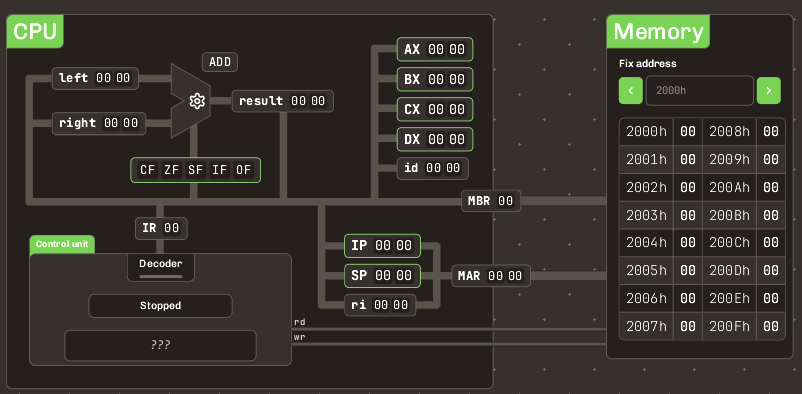 CPU
Memory
ADD
left 00 00
right 00 00
result 00 00
CF ZF SF IF OF
AX 00 00
BX 00 00
CX 00 00
DX 00 00
id 00 00
MBR 00
IR 00
Control unit
Decoder
Stopped
???
IP 00 00
SP 00 00
ri 00 00
MAR 00 00
rd
wr
Fix address
‹ 2000h ›
2000h 00 2008h 00
2001h 00 2009h 00
2002h 00 200Ah 00
2003h 00 200Bh 00
2004h 00 200Ch 00
2005h 00 200Dh 00
2006h 00 200Eh 00
2007h 00 200Fh 00